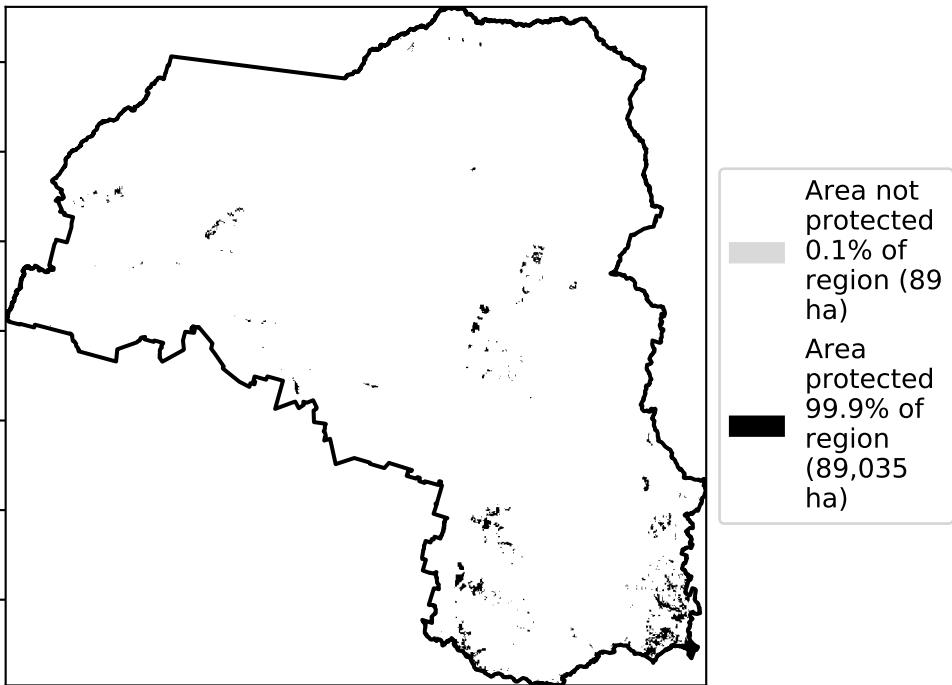 Area not
protected
0.1% of
region (89
ha)
Area
protected
99.9% of
region
(89,035
ha)